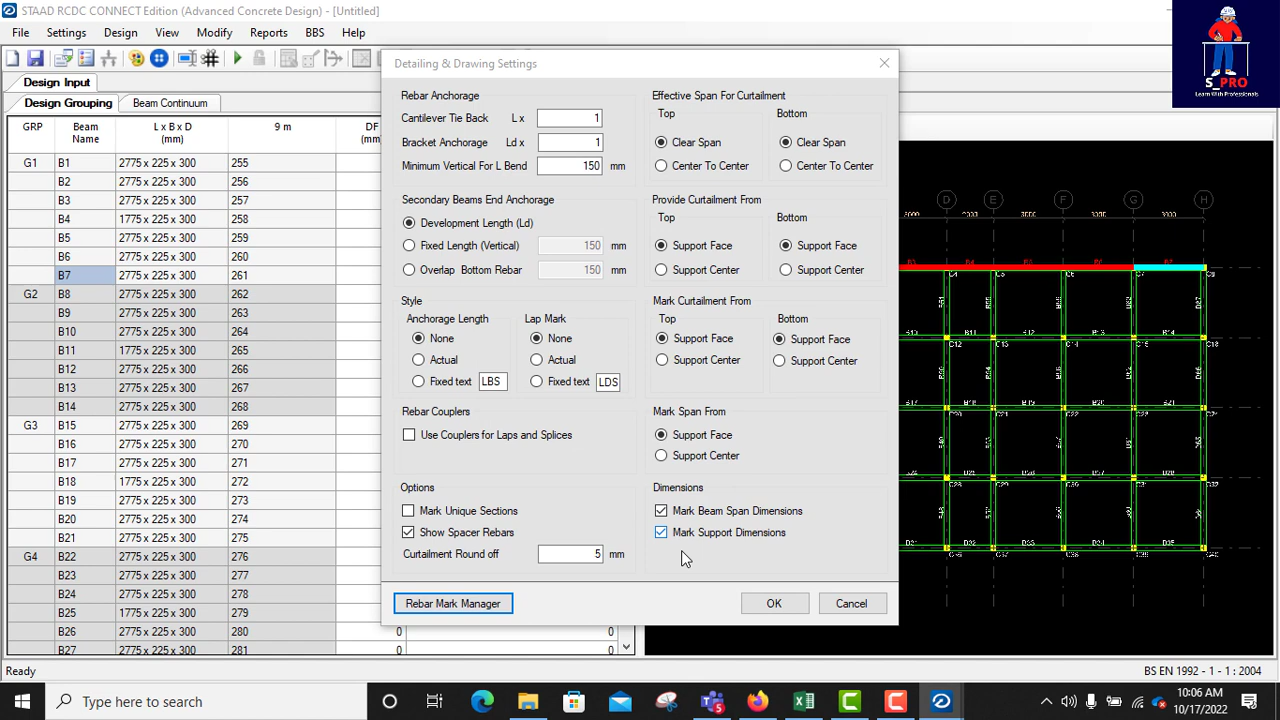 STAAD RCDC CONNECT Edition (Advanced Concrete Design) - [Untitled]
File Settings Design View Modify Reports BBS Help
S_PRO
Learn With Professionals
Design Input
Design Grouping Beam Continuum
GRP Beam Name L x B x D (mm) 9 m DF (mm)
G1 B1 2775 x 225 x 300 255
B2 2775 x 225 x 300 256
B3 2775 x 225 x 300 257
B4 1775 x 225 x 300 258
B5 2775 x 225 x 300 259
B6 2775 x 225 x 300 260
B7 2775 x 225 x 300 261
G2 B8 2775 x 225 x 300 262
B9 2775 x 225 x 300 263
B10 2775 x 225 x 300 264
B11 1775 x 225 x 300 265
B12 2775 x 225 x 300 266
B13 2775 x 225 x 300 267
B14 2775 x 225 x 300 268
G3 B15 2775 x 225 x 300 269
B16 2775 x 225 x 300 270
B17 2775 x 225 x 300 271
B18 1775 x 225 x 300 272
B19 2775 x 225 x 300 273
B20 2775 x 225 x 300 274
B21 2775 x 225 x 300 275
G4 B22 2775 x 225 x 300 276
B23 2775 x 225 x 300 277
B24 2775 x 225 x 300 278
B25 1775 x 225 x 300 279
B26 2775 x 225 x 300 280 0 0
B27 2775 x 225 x 300 281 0 0
Detailing & Drawing Settings
Rebar Anchorage
Cantilever Tie Back L x 1
Bracket Anchorage Ld x 1
Minimum Vertical For L Bend 150 mm
Secondary Beams End Anchorage
Development Length (Ld)
Fixed Length (Vertical) 150 mm
Overlap Bottom Rebar 150 mm
Style
Anchorage Length Lap Mark
None None
Actual Actual
Fixed text LBS Fixed text LDS
Rebar Couplers
Use Couplers for Laps and Splices
Options
Mark Unique Sections
Show Spacer Rebars
Curtailment Round off 5 mm
Rebar Mark Manager
Effective Span For Curtailment
Top Bottom
Clear Span Clear Span
Center To Center Center To Center
Provide Curtailment From
Top Bottom
Support Face Support Face
Support Center Support Center
Mark Curtailment From
Top Bottom
Support Face Support Face
Support Center Support Center
Mark Span From
Support Face
Support Center
Dimensions
Mark Beam Span Dimensions
Mark Support Dimensions
OK Cancel
D E F G H
Ready
BS EN 1992 - 1 - 1 : 2004
Type here to search
10:06 AM
10/17/2022